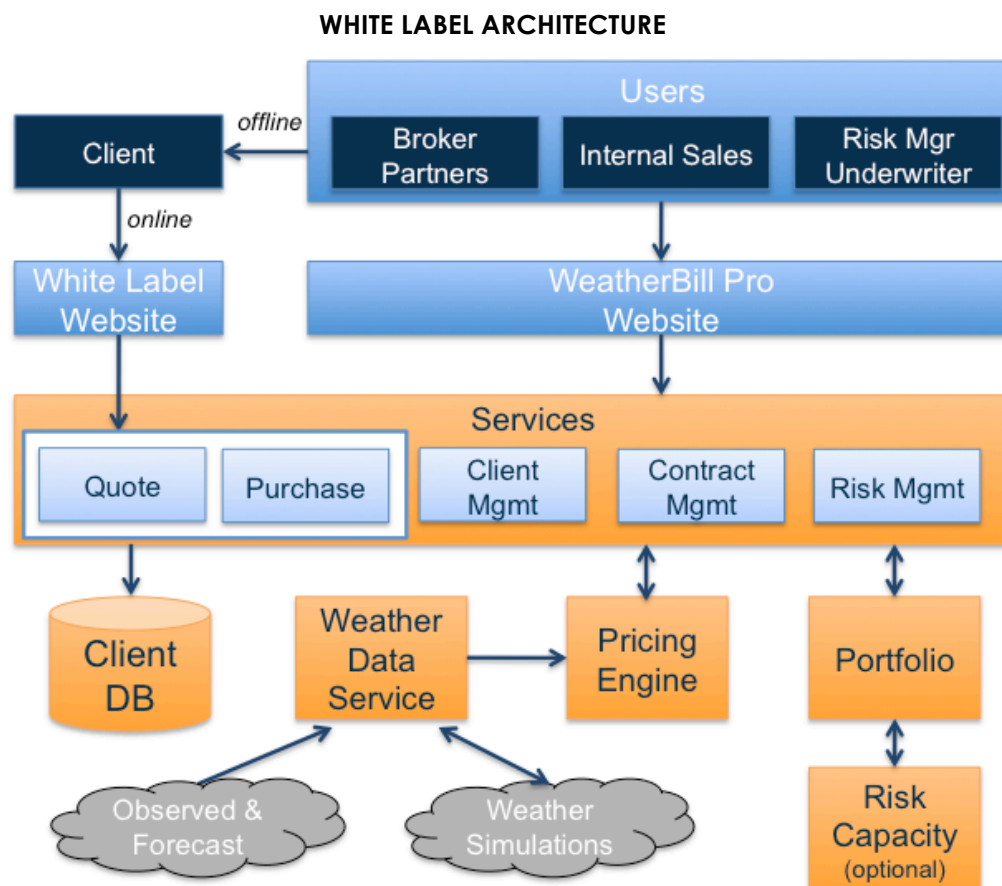 WHITE LABEL ARCHITECTURE
Users
offline
Client
Broker
Partners
Internal Sales
Risk Mgr
Underwriter
online
White Label
Website
WeatherBill Pro
Website
Services
Quote
Purchase
Client
Mgmt
Contract
Mgmt
Risk Mgmt
Client
DB
Weather
Data
Service
Pricing
Engine
Portfolio
Observed &
Forecast
Weather
Simulations
Risk
Capacity
(optional)